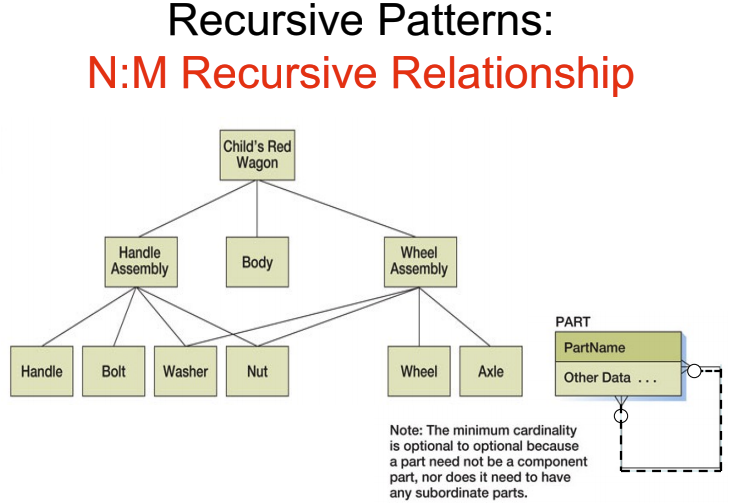 Recursive Patterns:
N:M Recursive Relationship
Child's Red
Wagon
Handle
Assembly
Body
Wheel
Assembly
Handle
Bolt
Washer
Nut
Wheel
Axle
PART
PartName
Other Data . . .
Note: The minimum cardinality
is optional to optional because
a part need not be a component
part, nor does it need to have
any subordinate parts.